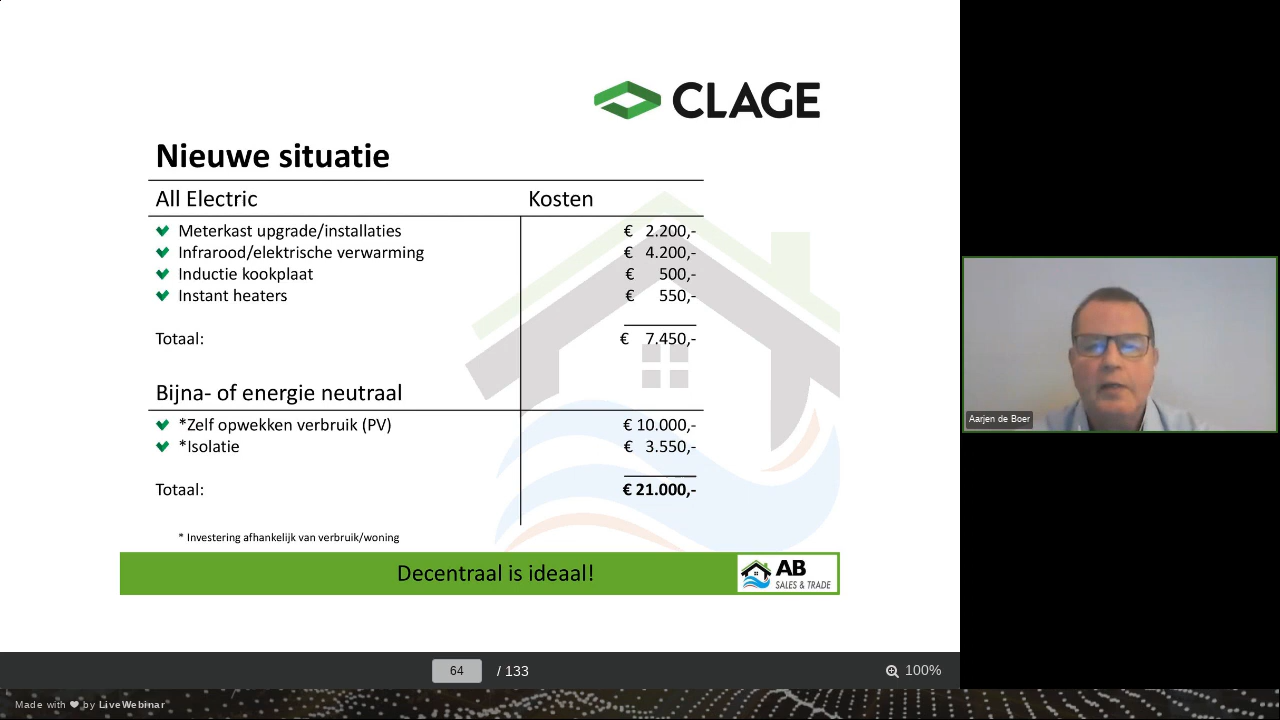 CLAGE
Nieuwe situatie
All Electric Kosten
Meterkast upgrade/installaties € 2.200,-
Infrarood/elektrische verwarming € 4.200,-
Inductie kookplaat € 500,-
Instant heaters € 550,-
Totaal: € 7.450,-
Bijna- of energie neutraal
*Zelf opwekken verbruik (PV) € 10.000,-
*Isolatie € 3.550,-
Totaal: € 21.000,-
* Investering afhankelijk van verbruik/woning
Decentraal is ideaal!
AB
SALES & TRADE
Aarjen de Boer
64 / 133
100%
Made with ❤ by LiveWebinar